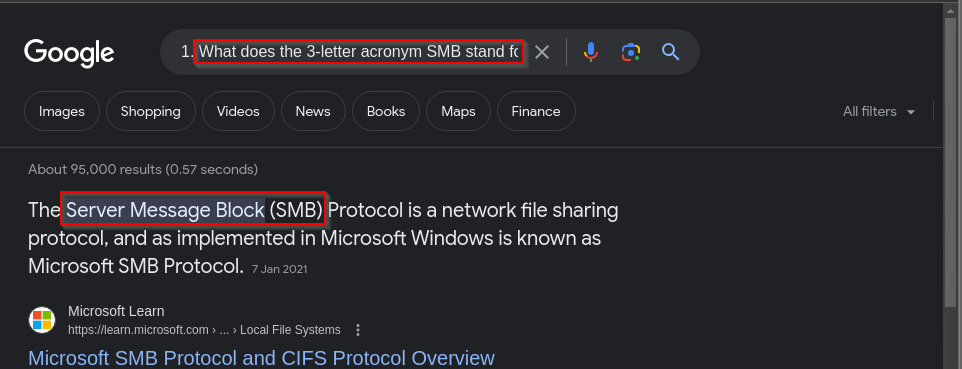 Google
1. What does the 3-letter acronym SMB stand fo
Images
Shopping
Videos
News
Books
Maps
Finance
All filters
About 95,000 results (0.57 seconds)
The Server Message Block (SMB) Protocol is a network file sharing
protocol, and as implemented in Microsoft Windows is known as
Microsoft SMB Protocol. 7 Jan 2021
Microsoft Learn
https://learn.microsoft.com › ... › Local File Systems
Microsoft SMB Protocol and CIFS Protocol Overview